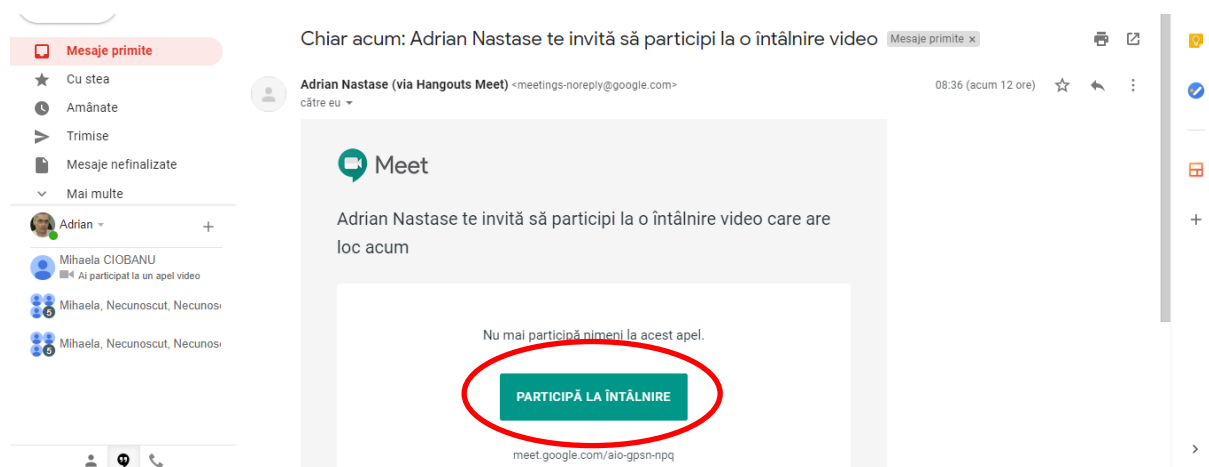 Mesaje primite
Cu stea
Amânate
Trimise
Mesaje nefinalizate
Mai multe
Adrian
Mihaela CIOBANU
Ai participat la un apel video
Mihaela, Necunoscut, Necunos
5
Mihaela, Necunoscut, Necunos
5
Chiar acum: Adrian Nastase te invită să participi la o întâlnire video Mesaje primite x
Adrian Nastase (via Hangouts Meet) <meetings-noreply@google.com> 08:36 (acum 12 ore)
către eu
Meet
Adrian Nastase te invită să participi la o întâlnire video care are
loc acum
Nu mai participă nimeni la acest apel.
PARTICIPĂ LA ÎNTÂLNIRE
meet.google.com/aio-gpsn-npq